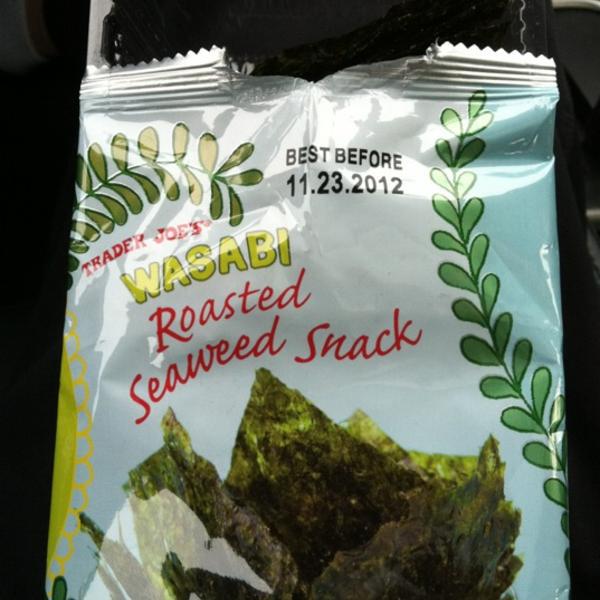 BEST BEFORE
11.23.2012
TRADER JOE'S
WASABI
Roasted
Seaweed Snack